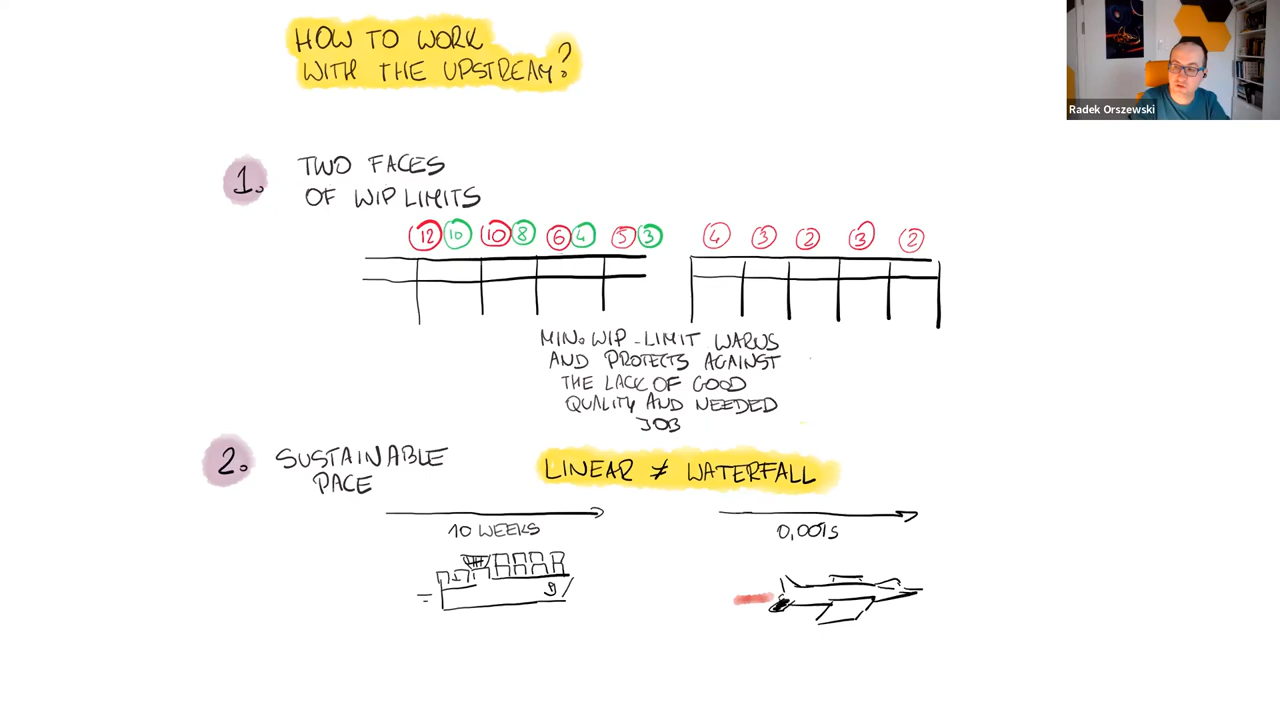 HOW TO WORK
WITH THE UPSTREAM?
Radek Orszewski
1. TWO FACES
OF WIP LIMITS
12 10 10 8 6 4 5 3 4 3 2 3 2
MIN. WIP-LIMIT WARNS
AND PROTECTS AGAINST
THE LACK OF GOOD
QUALITY AND NEEDED
JOB
2. SUSTAINABLE
PACE
LINEAR ≠ WATERFALL
10 WEEKS
0,001s